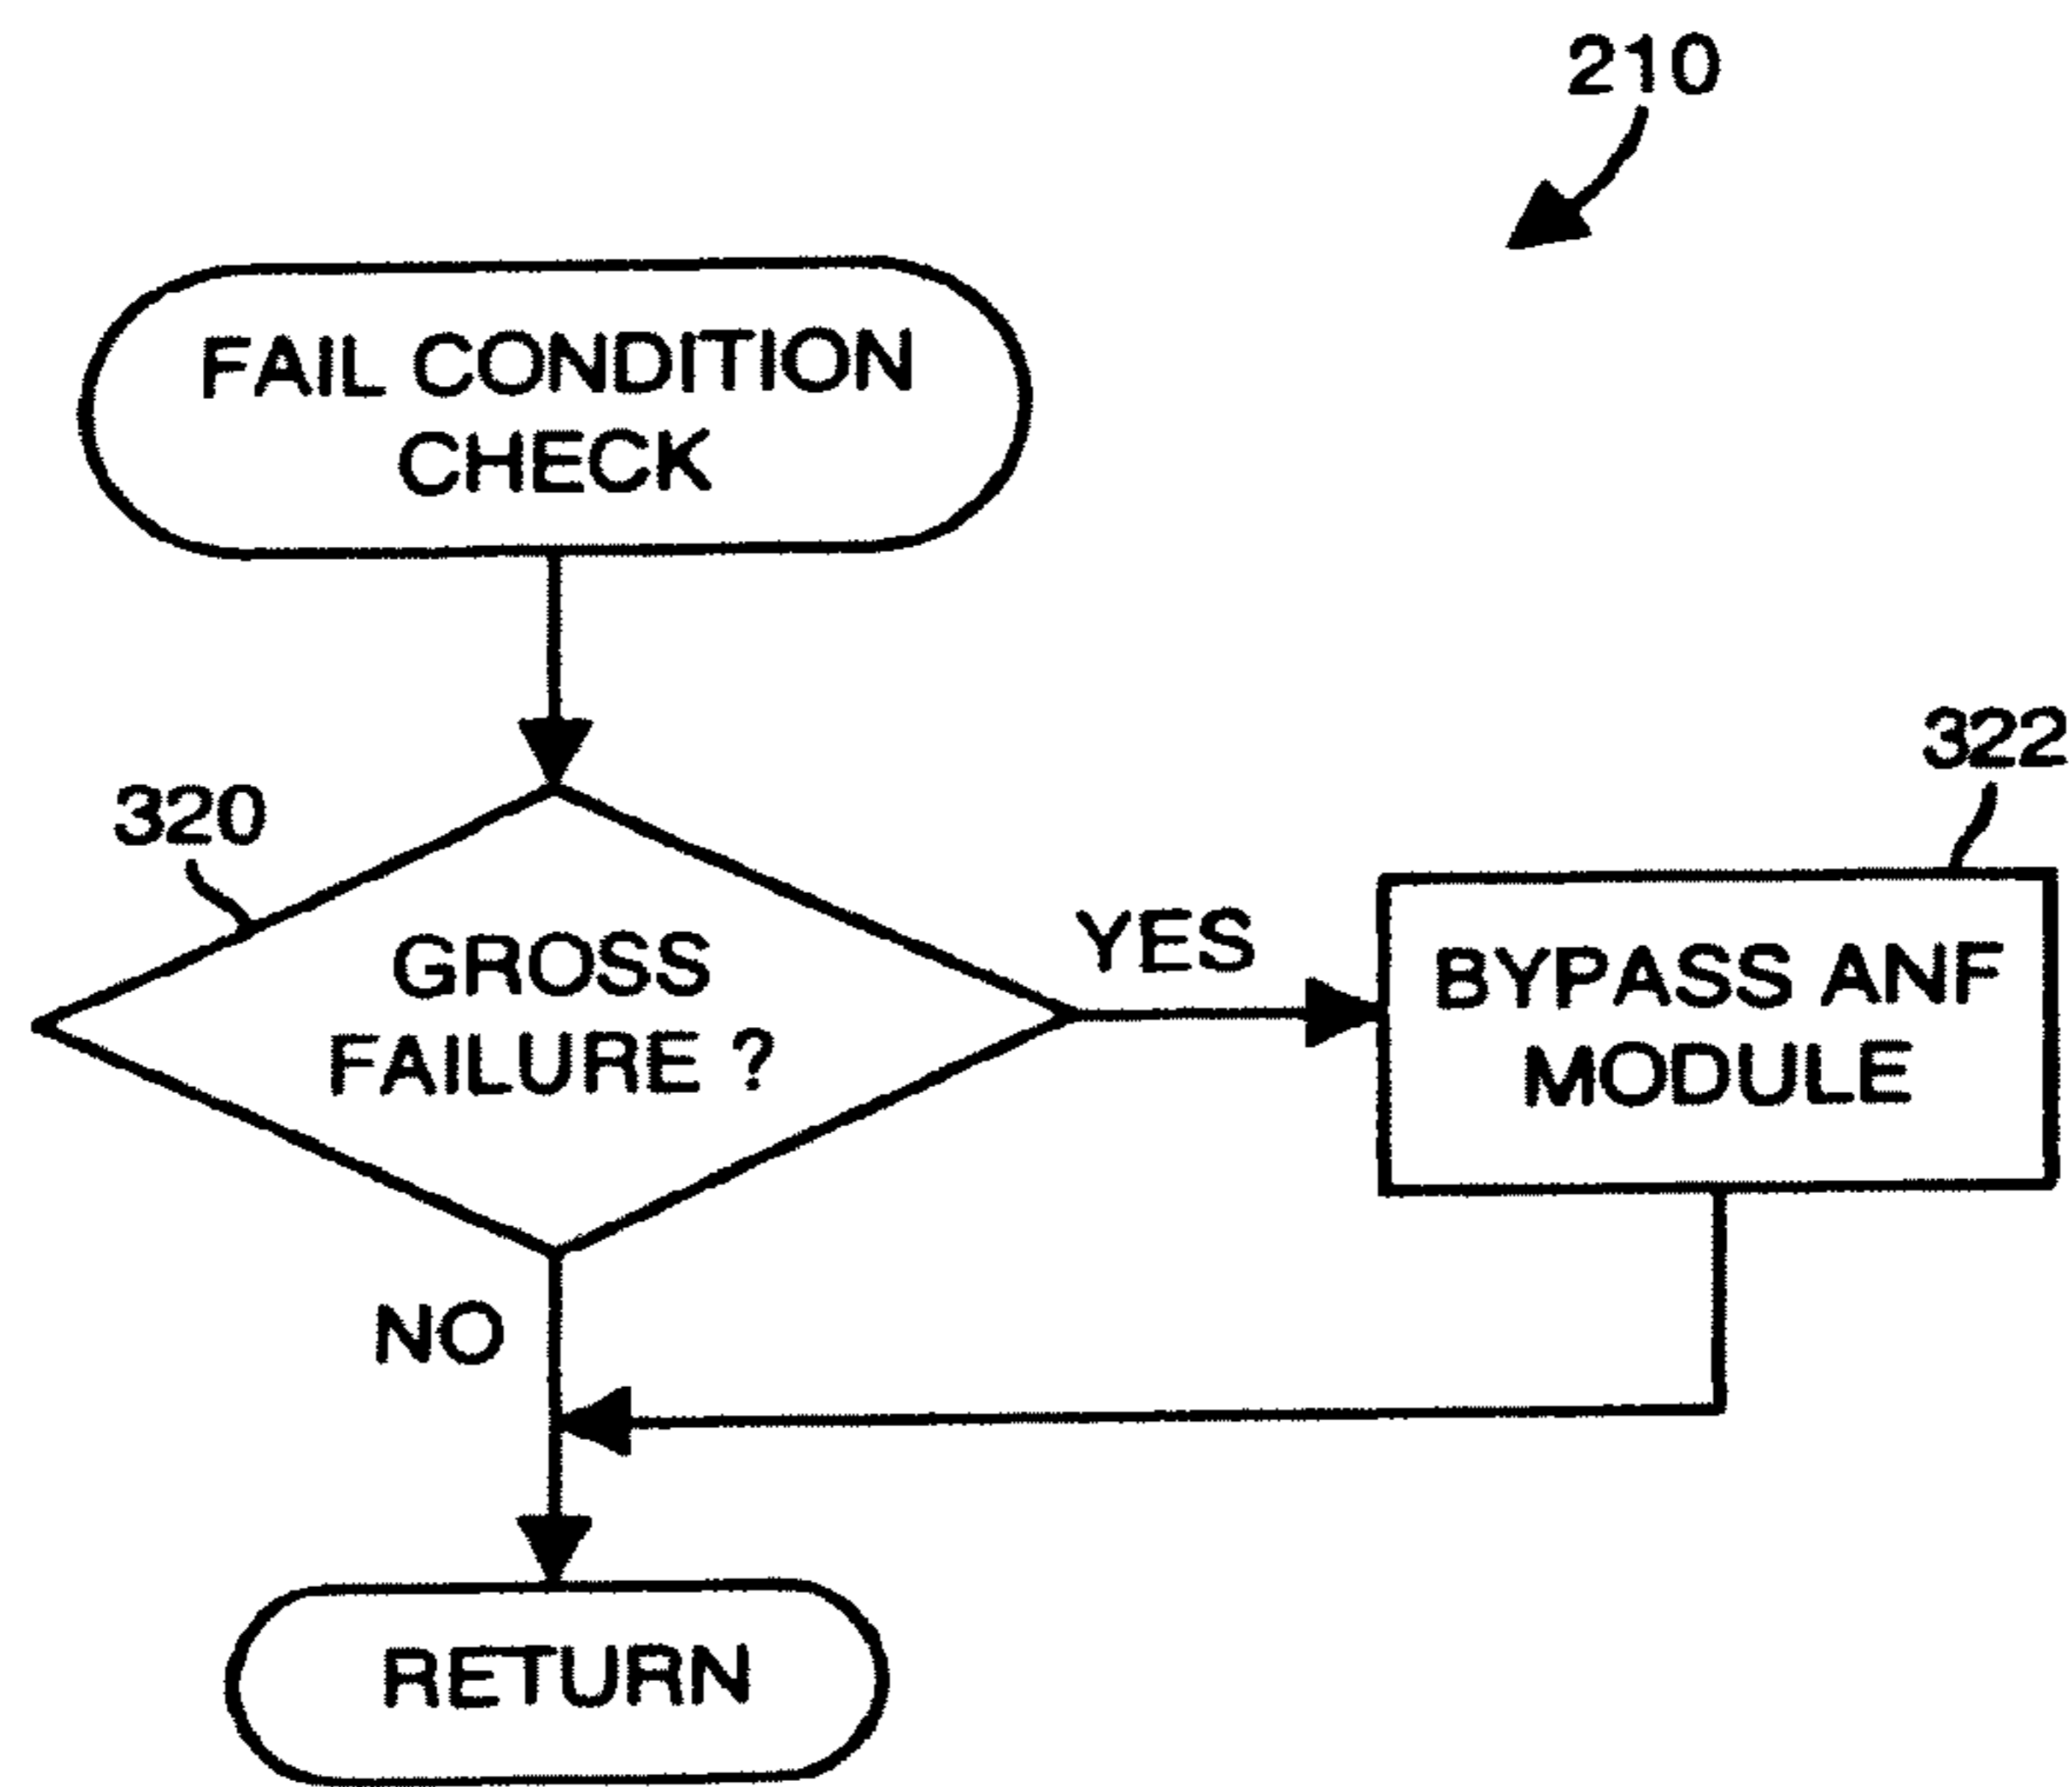 210
FAIL CONDITION
CHECK
322
320
GROSS
FAILURE ?
YES
BYPASS ANF
MODULE
NO
RETURN